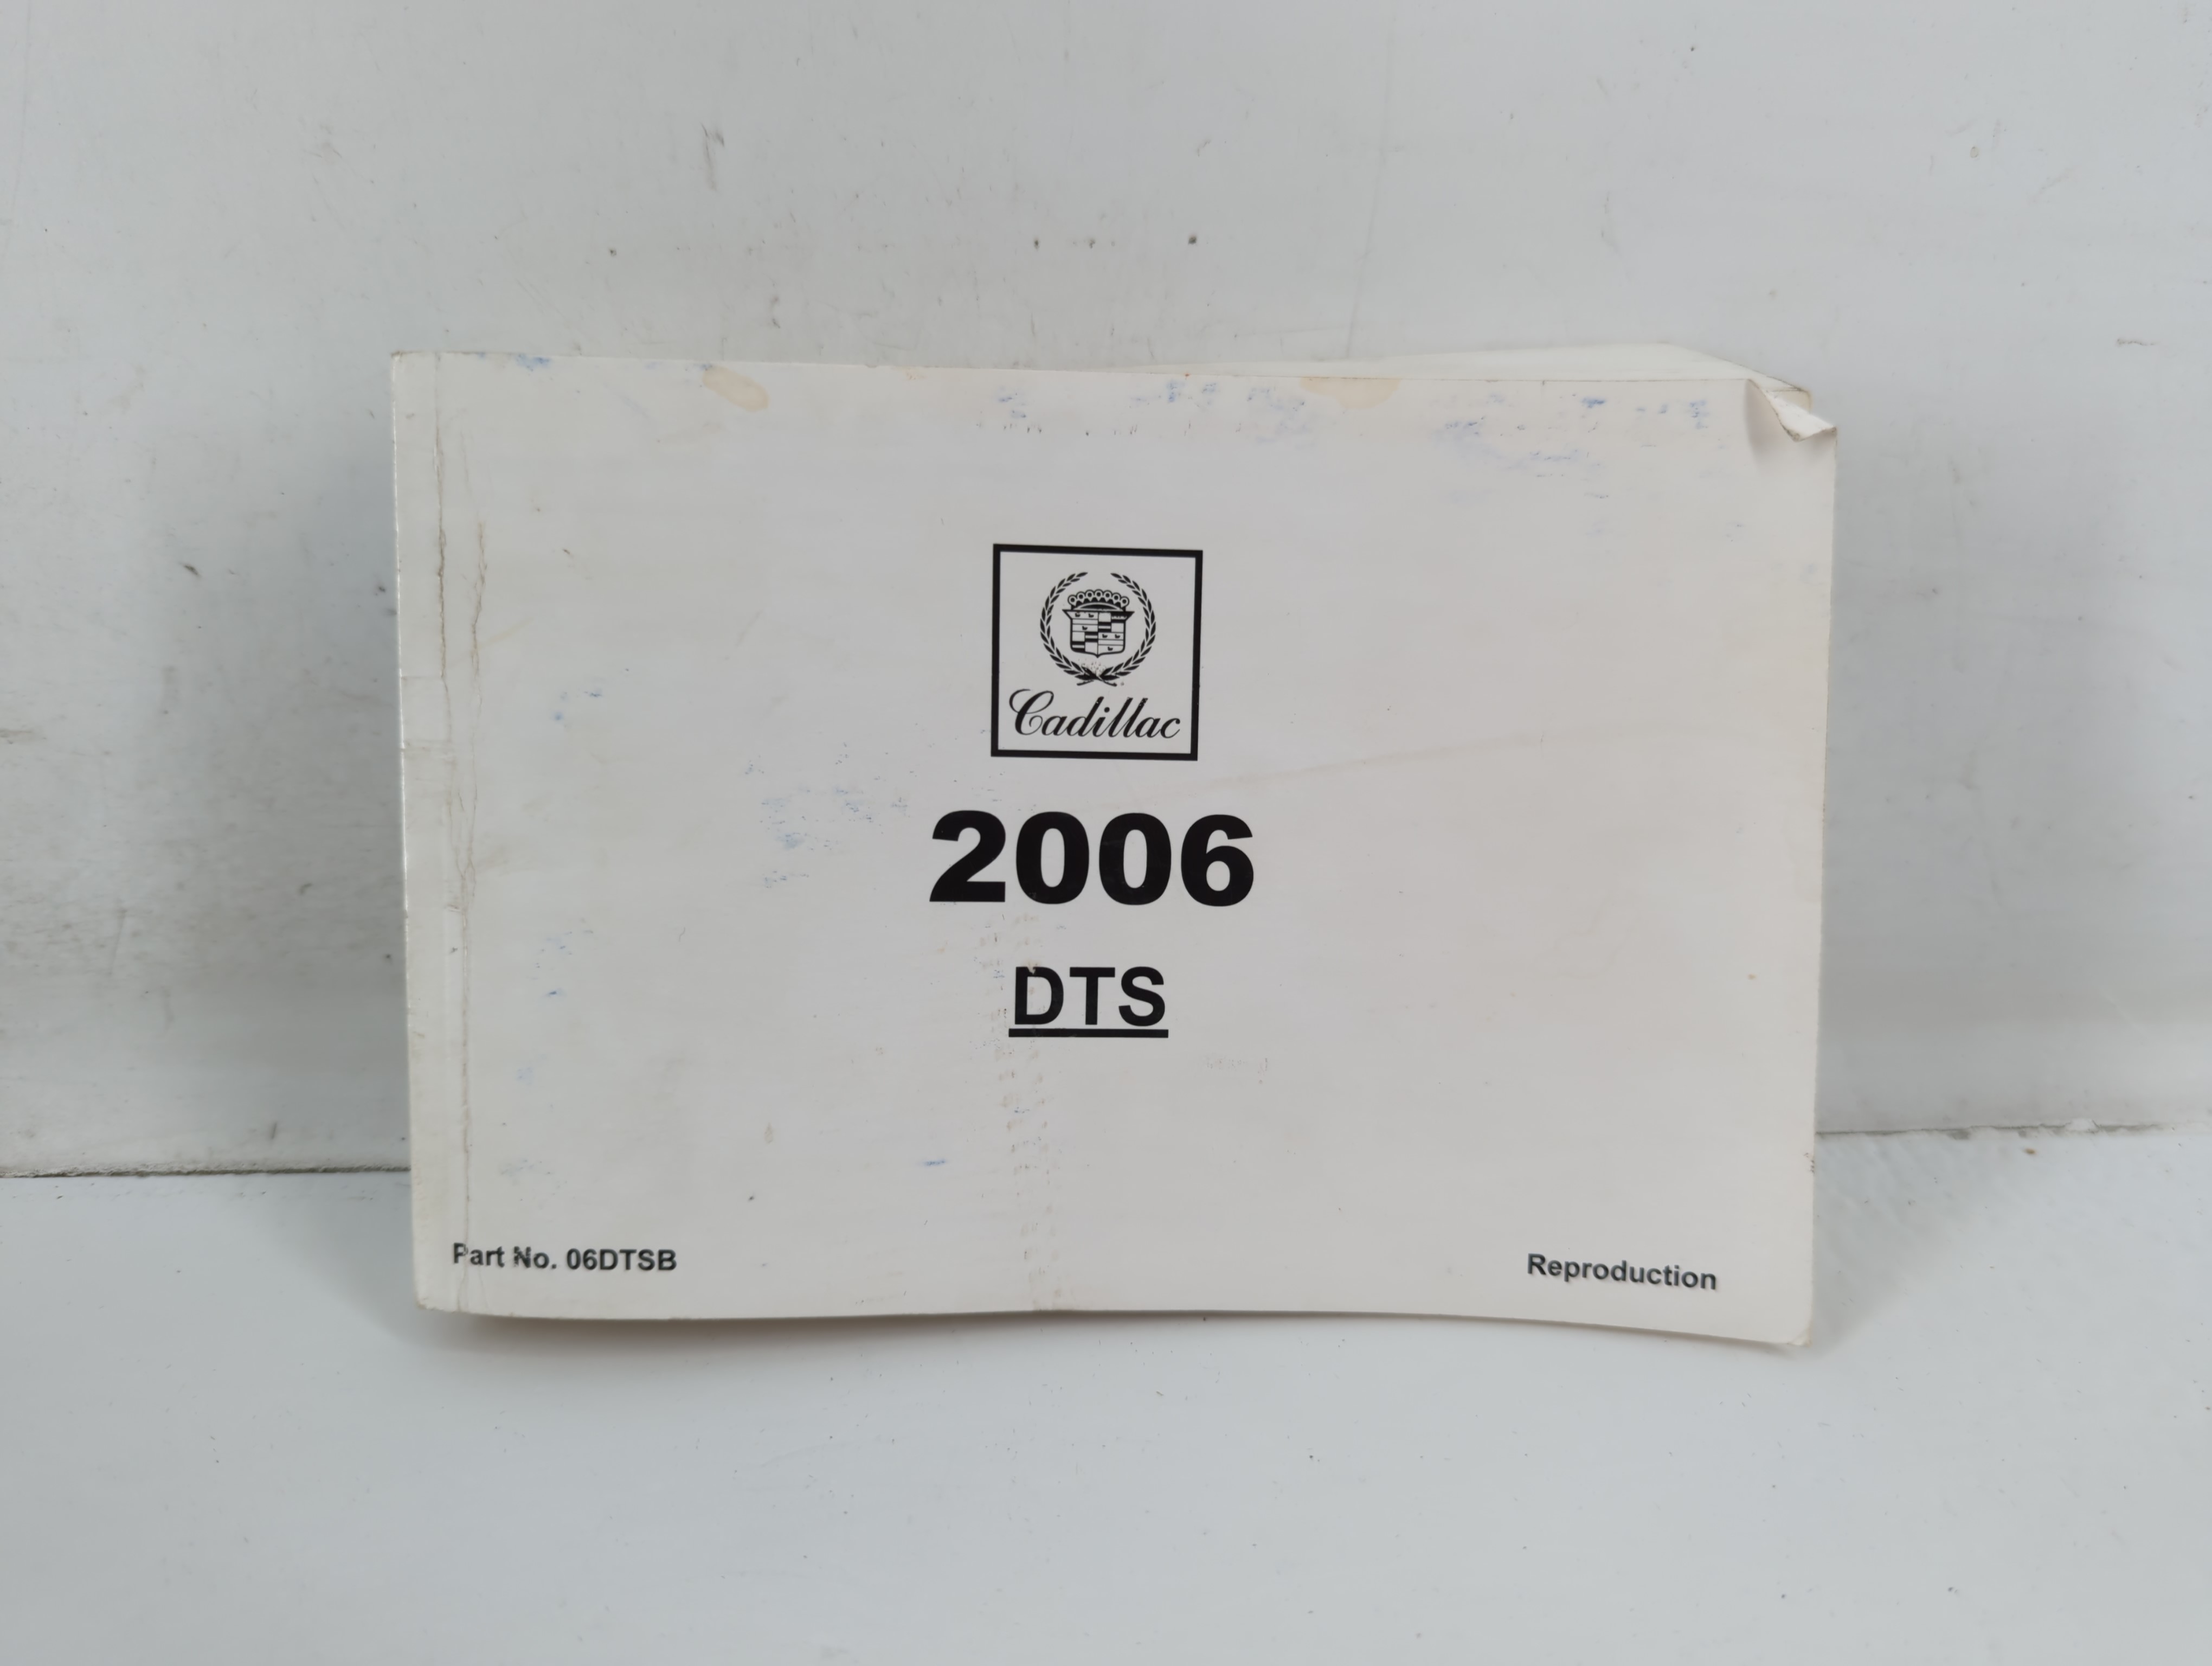 Cadillac
2006
DTS
Part No. 06DTSB
Reproduction